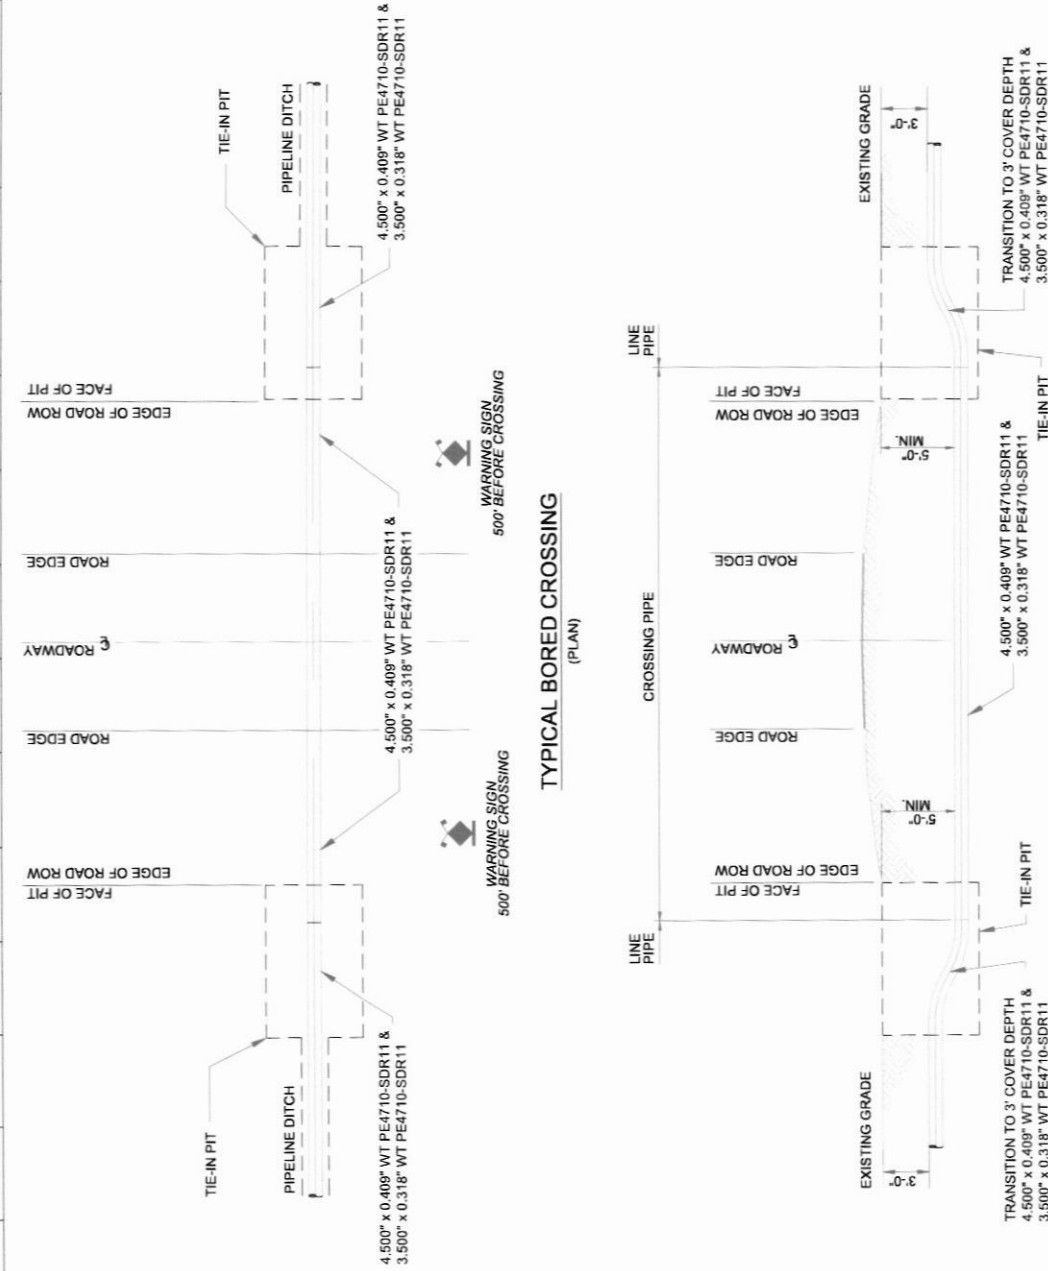 TIE-IN PIT
PIPELINE DITCH
4.500" x 0.409" WT PE4710-SDR11 &
3.500" x 0.318" WT PE4710-SDR11
FACE OF PIT
EDGE OF ROAD ROW
ROAD EDGE
℄ ROADWAY
ROAD EDGE
EDGE OF ROAD ROW
FACE OF PIT
4.500" x 0.409" WT PE4710-SDR11 &
3.500" x 0.318" WT PE4710-SDR11
TIE-IN PIT
PIPELINE DITCH
4.500" x 0.409" WT PE4710-SDR11 &
3.500" x 0.318" WT PE4710-SDR11
WARNING SIGN
500' BEFORE CROSSING
WARNING SIGN
500' BEFORE CROSSING
TYPICAL BORED CROSSING
(PLAN)
LINE
PIPE
CROSSING PIPE
LINE
PIPE
EXISTING GRADE
3'-0"
FACE OF PIT
EDGE OF ROAD ROW
5'-0"
MIN.
ROAD EDGE
℄ ROADWAY
ROAD EDGE
5'-0"
MIN.
EDGE OF ROAD ROW
FACE OF PIT
EXISTING GRADE
3'-0"
TRANSITION TO 3' COVER DEPTH
4.500" x 0.409" WT PE4710-SDR11 &
3.500" x 0.318" WT PE4710-SDR11
TIE-IN PIT
4.500" x 0.409" WT PE4710-SDR11 &
3.500" x 0.318" WT PE4710-SDR11
TIE-IN PIT
TRANSITION TO 3' COVER DEPTH
4.500" x 0.409" WT PE4710-SDR11 &
3.500" x 0.318" WT PE4710-SDR11